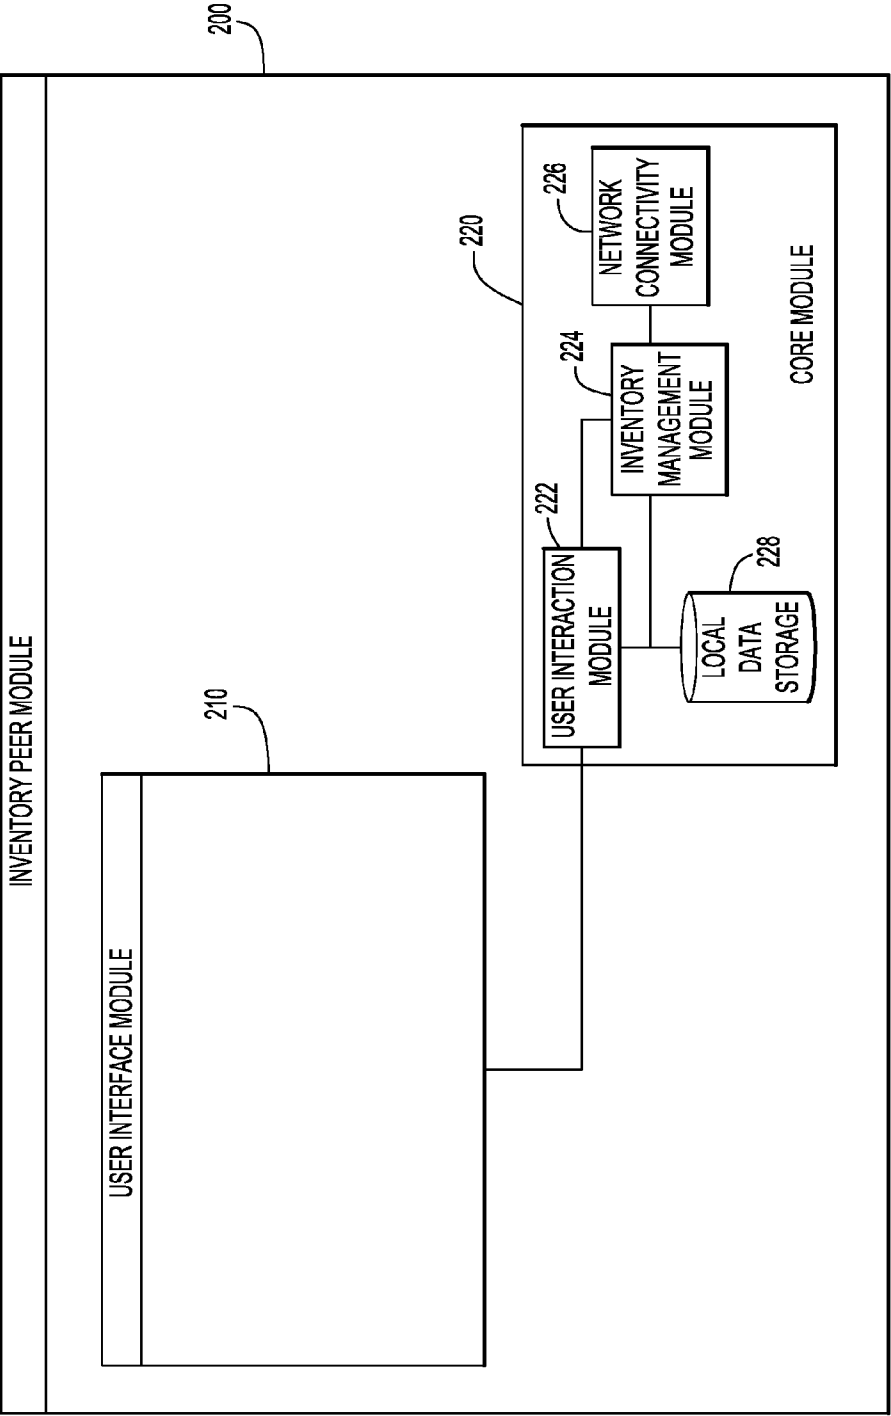 INVENTORY PEER MODULE
200
USER INTERFACE MODULE
210
220
222
USER INTERACTION
MODULE
224
INVENTORY
MANAGEMENT
MODULE
226
NETWORK
CONNECTIVITY
MODULE
228
LOCAL
DATA
STORAGE
CORE MODULE